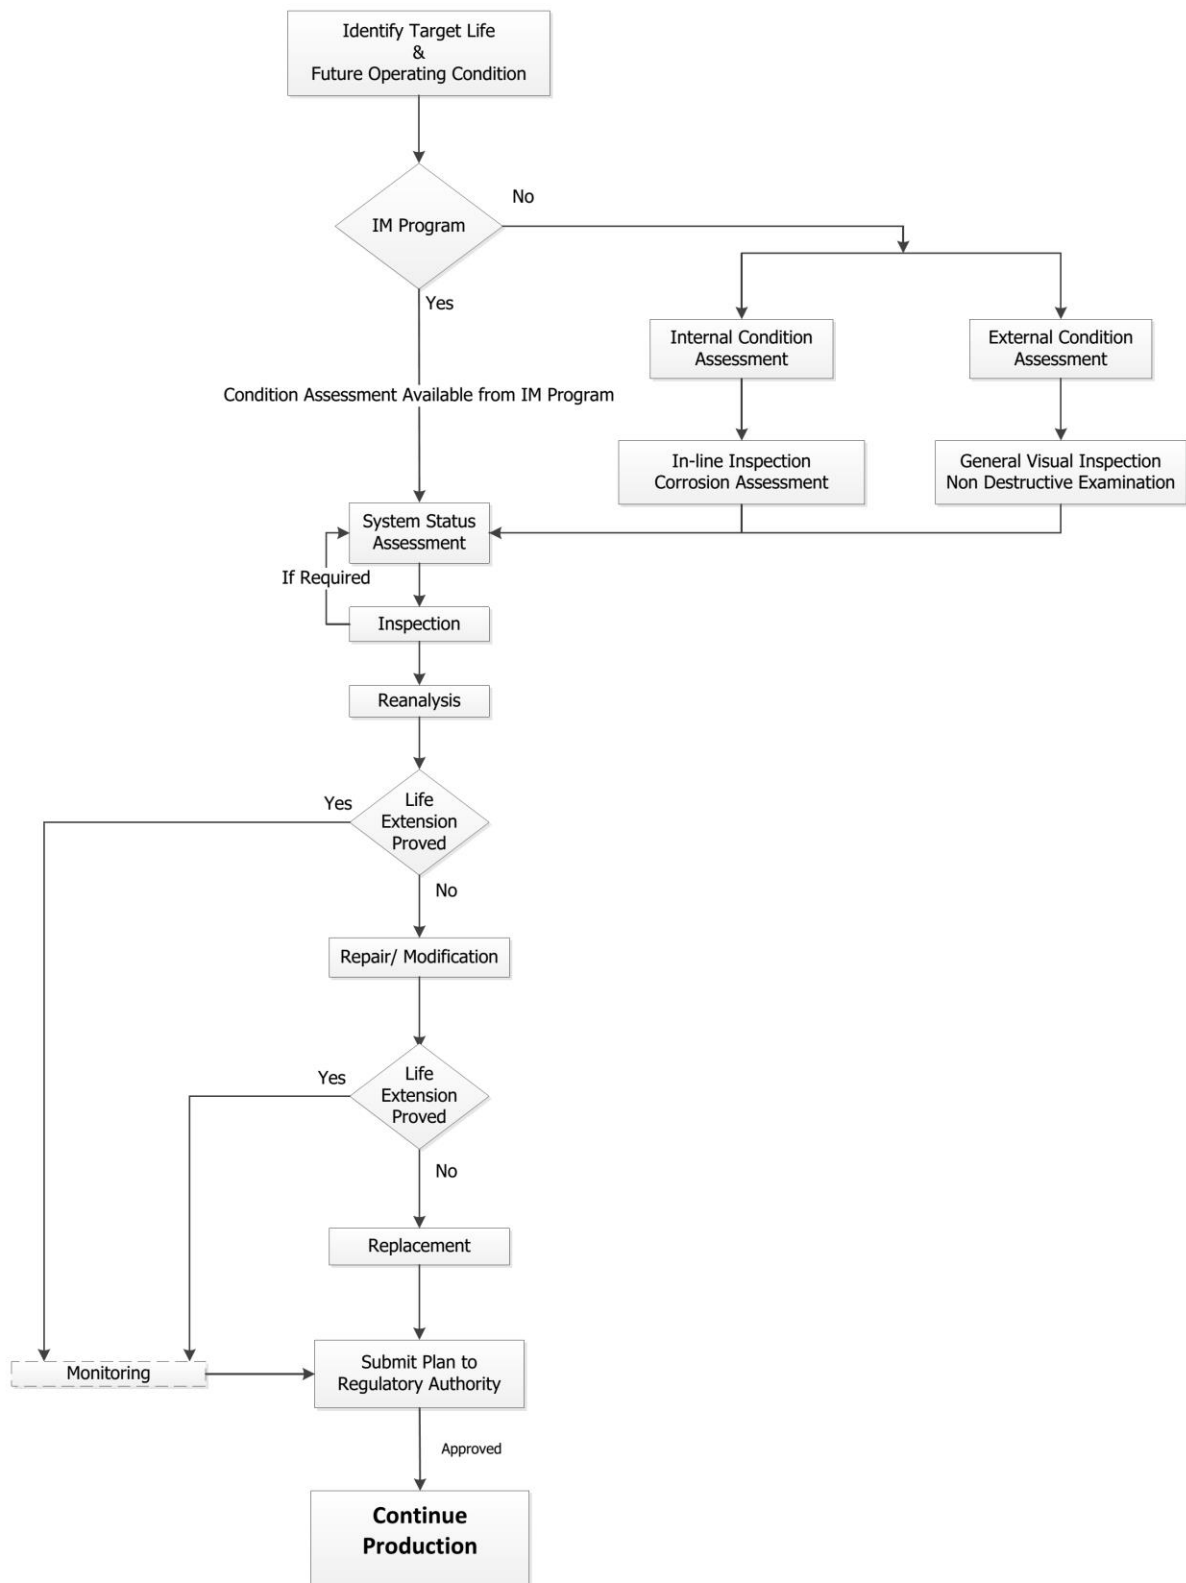 Identify Target Life
&
Future Operating Condition
IM Program
No
Yes
Internal Condition
Assessment
External Condition
Assessment
Condition Assessment Available from IM Program
In-line Inspection
Corrosion Assessment
General Visual Inspection
Non Destructive Examination
System Status
Assessment
If Required
Inspection
Reanalysis
Yes
Life
Extension
Proved
No
Repair/ Modification
Yes
Life
Extension
Proved
No
Replacement
Monitoring
Submit Plan to
Regulatory Authority
Approved
Continue
Production